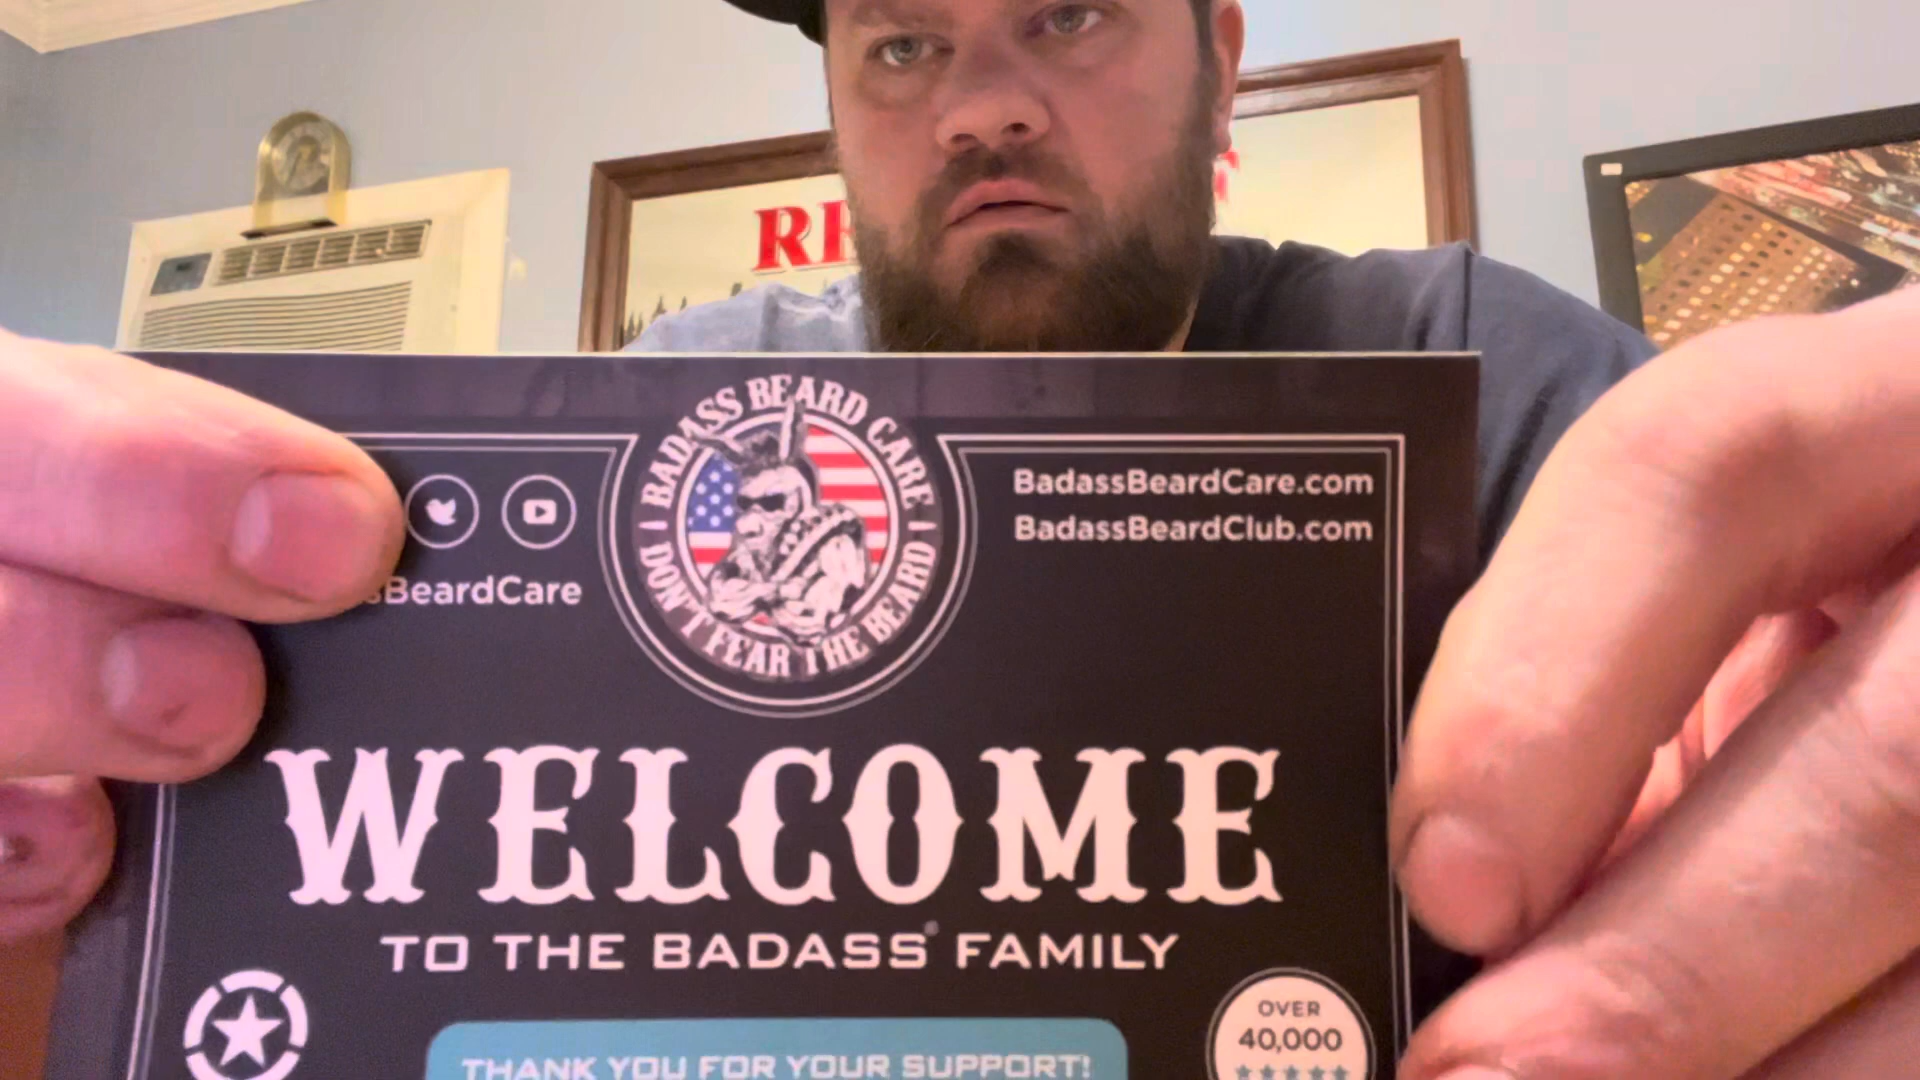 BADASS BEARD CARE
DON'T FEAR THE BEARD
BeardCare
BadassBeardCare.com
BadassBeardClub.com
WELCOME
TO THE BADASS® FAMILY
THANK YOU FOR YOUR SUPPORT!
OVER
40,000